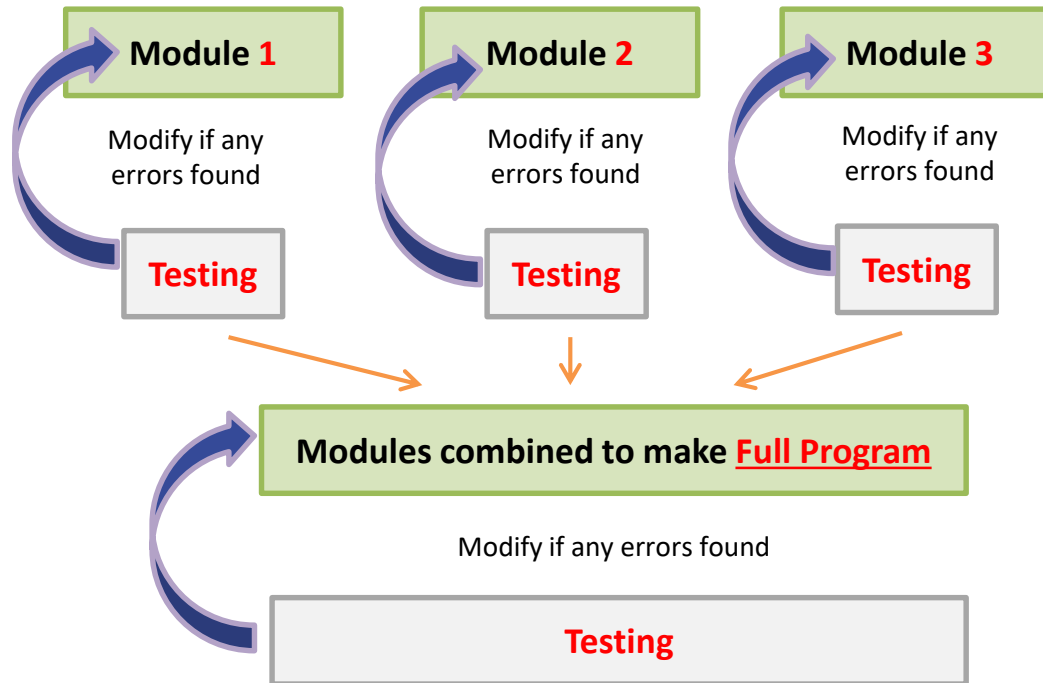 Module 1
Module 2
Module 3
Modify if any
errors found
Modify if any
errors found
Modify if any
errors found
Testing
Testing
Testing
Modules combined to make Full Program
Modify if any errors found
Testing